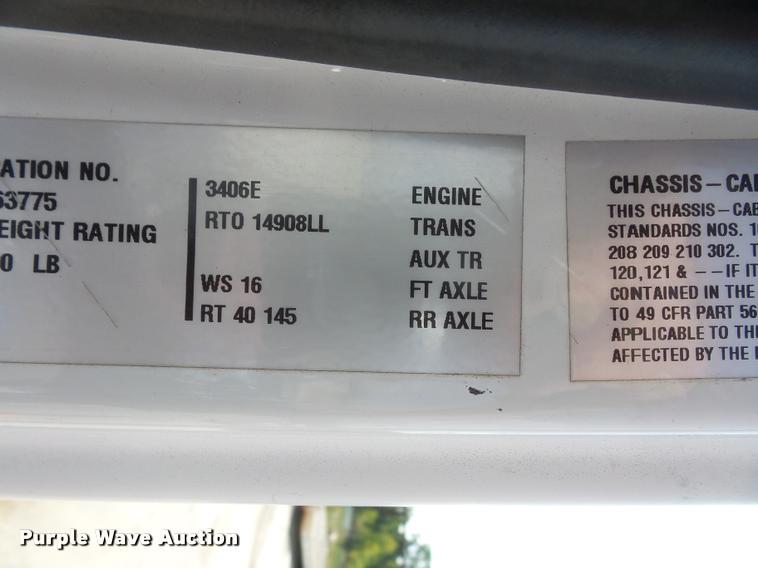 ATION NO.
63775
EIGHT RATING
0 LB
3406E ENGINE
RTO 14908LL TRANS
AUX TR
WS 16 FT AXLE
RT 40 145 RR AXLE
CHASSIS–CAB
THIS CHASSIS–CAB
STANDARDS NOS. 1
208 209 210 302. T
120,121 & ––IF IT
CONTAINED IN THE
TO 49 CFR PART 56
APPLICABLE TO THE
AFFECTED BY THE
Purple Wave Auction